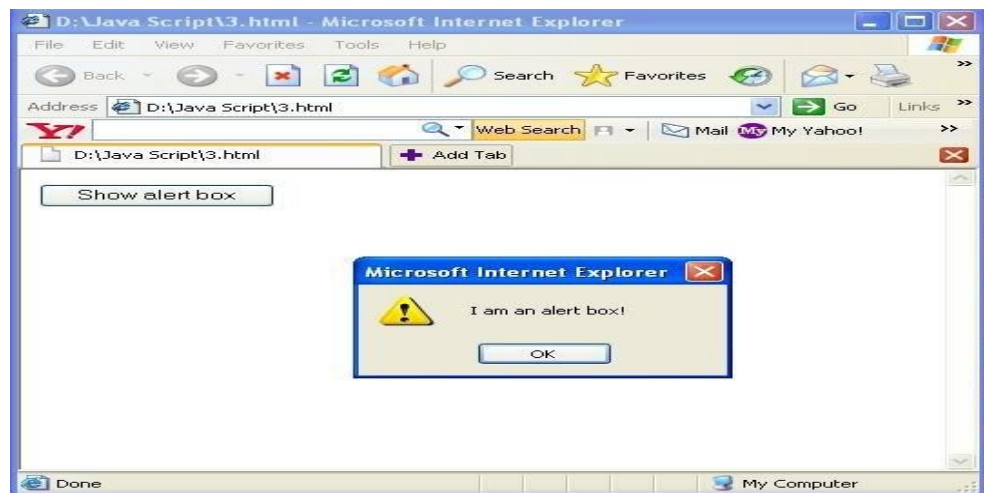 D:\Java Script\3.html - Microsoft Internet Explorer
File Edit View Favorites Tools Help
Back Search Favorites
Address D:\Java Script\3.html Go Links
Y! Web Search Mail My My Yahoo!
D:\Java Script\3.html Add Tab
Show alert box
Microsoft Internet Explorer
I am an alert box!
OK
Done My Computer